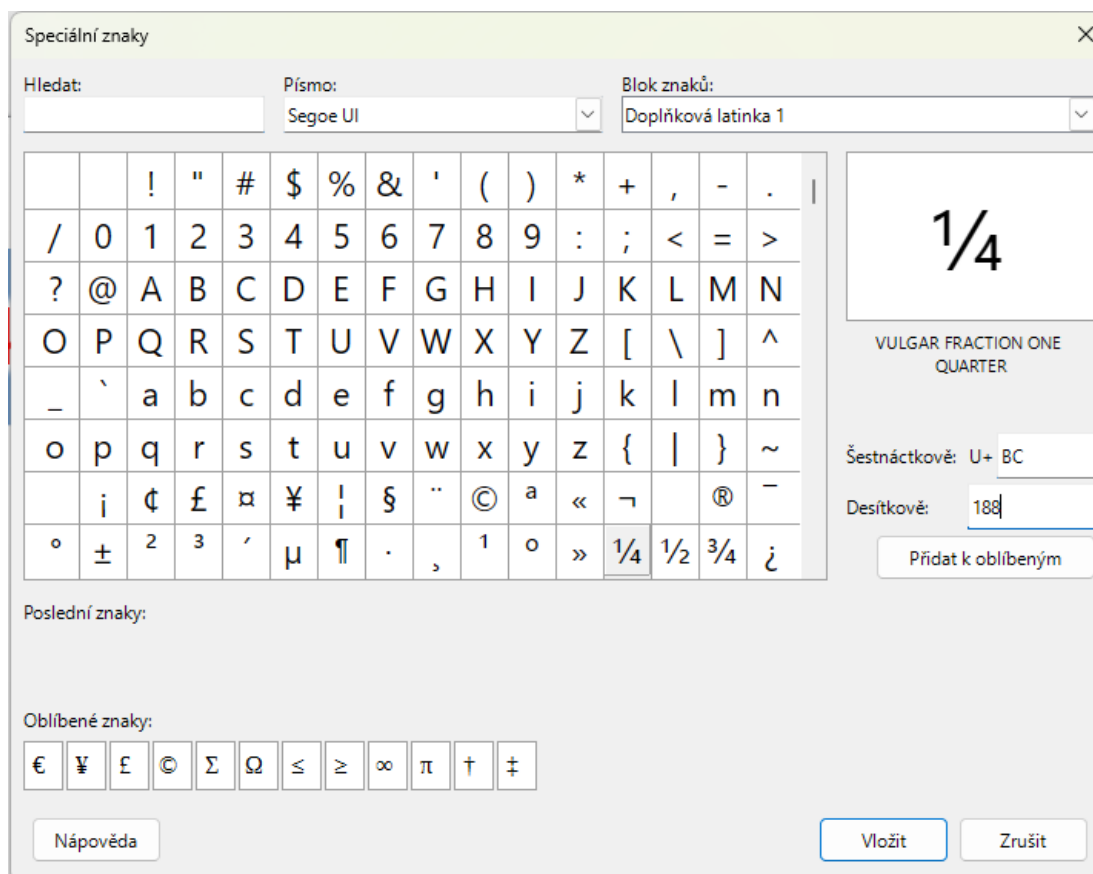 Speciální znaky
Hledat: Písmo: Blok znaků:
Segoe UI Doplňková latinka 1
! " # $ % & ' ( ) * + , - .
/ 0 1 2 3 4 5 6 7 8 9 : ; < = >
? @ A B C D E F G H I J K L M N
O P Q R S T U V W X Y Z [ \ ] ^
_ ` a b c d e f g h i j k l m n
o p q r s t u v w x y z { | } ~
¡ ¢ £ ¤ ¥ ¦ § ¨ © ª « ¬ ® ¯
° ± ² ³ ´ µ ¶ · ¸ ¹ º » ¼ ½ ¾ ¿
¼
VULGAR FRACTION ONE
QUARTER
Šestnáctkově: U+ BC
Desítkově: 188
Přidat k oblíbeným
Poslední znaky:
Oblíbené znaky:
€ ¥ £ © Σ Ω ≤ ≥ ∞ π † ‡
Nápověda Vložit Zrušit